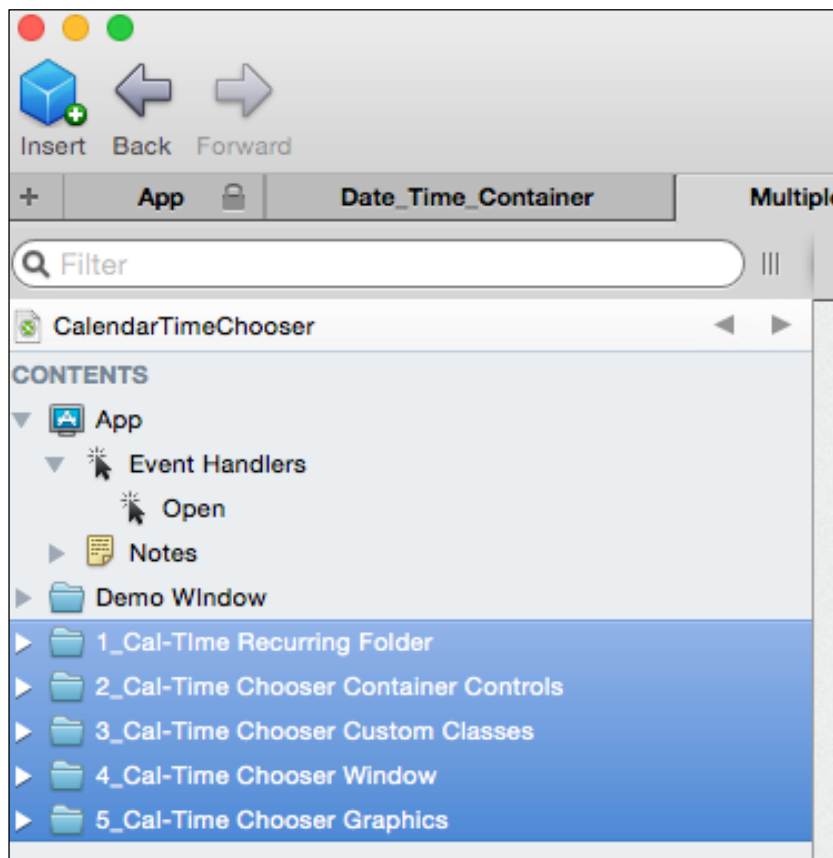 Insert Back Forward
+ App Date_Time_Container Multiple
Filter
CalendarTimeChooser
CONTENTS
App
Event Handlers
Open
Notes
Demo WIndow
1_Cal-TIme Recurring Folder
2_Cal-Time Chooser Container Controls
3_Cal-Time Chooser Custom Classes
4_Cal-Time Chooser Window
5_Cal-Time Chooser Graphics